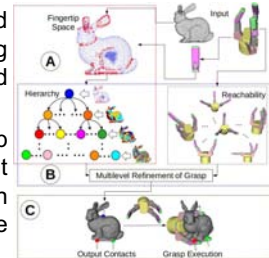 d
g
d
p
t
n
e
Fingertip
Space
Input
A
Hierarchy
Reachability
B
Multilevel Refinement of Grasp
C
Output Contacts
Grasp Execution